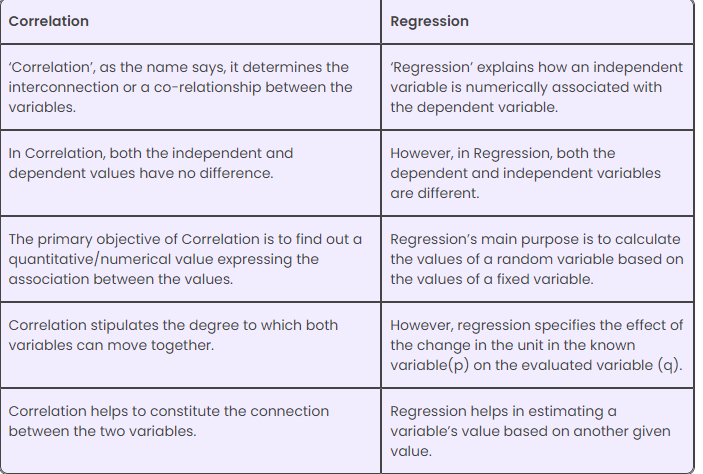 Correlation
Regression
‘Correlation’, as the name says, it determines the
interconnection or a co-relationship between the
variables.
‘Regression’ explains how an independent
variable is numerically associated with
the dependent variable.
In Correlation, both the independent and
dependent values have no difference.
However, in Regression, both the
dependent and independent variables
are different.
The primary objective of Correlation is to find out a
quantitative/numerical value expressing the
association between the values.
Regression’s main purpose is to calculate
the values of a random variable based on
the values of a fixed variable.
Correlation stipulates the degree to which both
variables can move together.
However, regression specifies the effect of
the change in the unit in the known
variable(p) on the evaluated variable (q).
Correlation helps to constitute the connection
between the two variables.
Regression helps in estimating a
variable’s value based on another given
value.